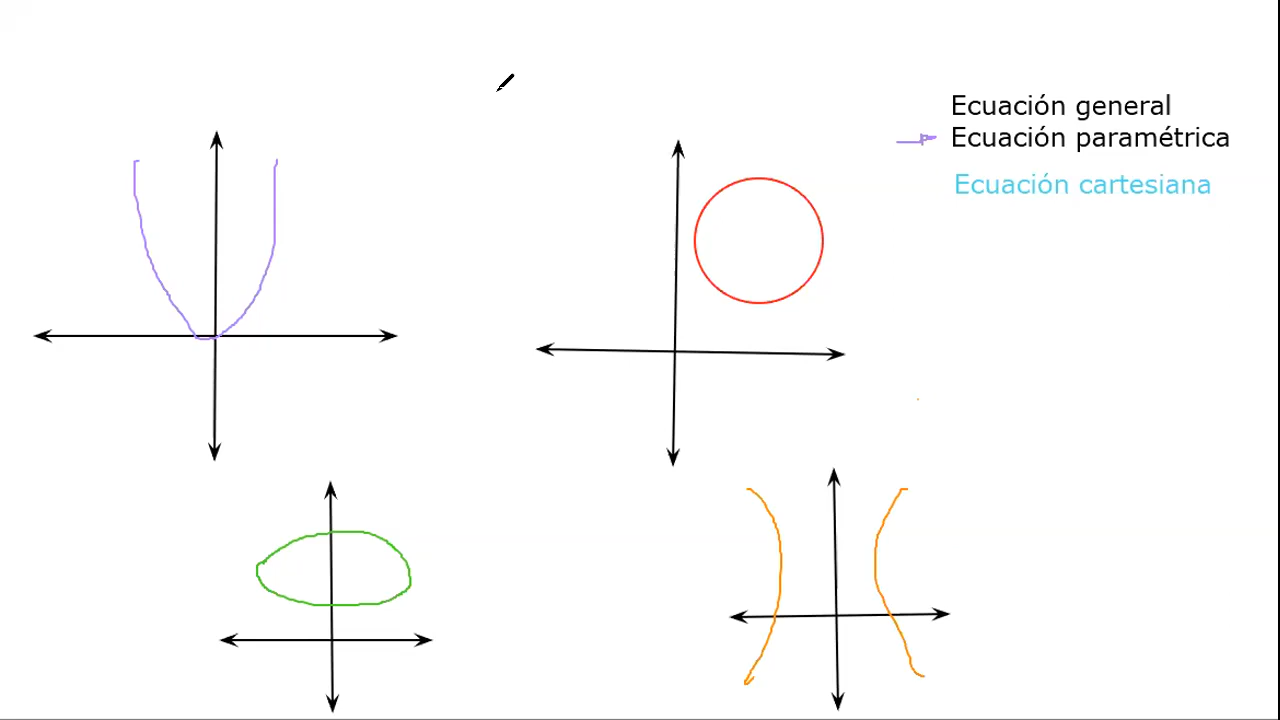 Ecuación general
Ecuación paramétrica
Ecuación cartesiana